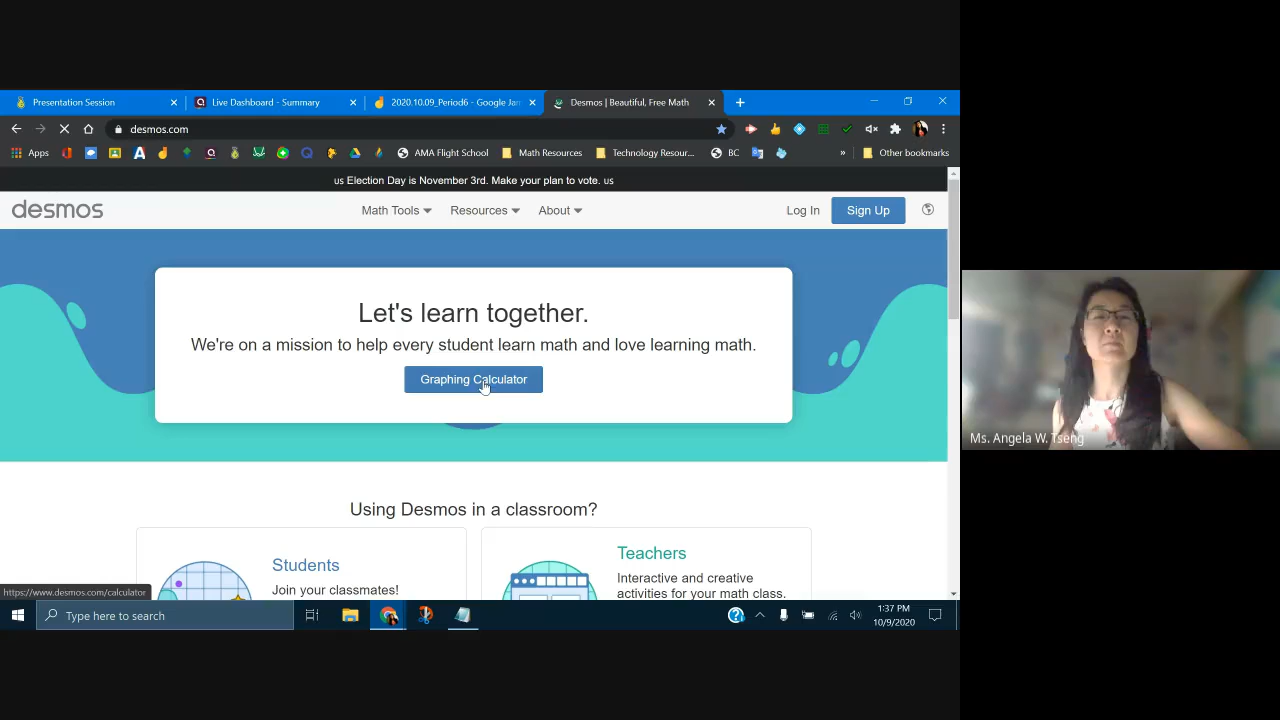 Presentation Session
Live Dashboard - Summary
2020.10.09_Period6 - Google Jam
Desmos | Beautiful, Free Math
desmos.com
Apps
AMA Flight School
Math Resources
Technology Resour...
BC
»
Other bookmarks
us Election Day is November 3rd. Make your plan to vote. us
desmos
Math Tools
Resources
About
Log In
Sign Up
Let's learn together.
We're on a mission to help every student learn math and love learning math.
Graphing Calculator
Ms. Angela W. Tseng
Using Desmos in a classroom?
Students
Join your classmates!
Teachers
Interactive and creative
activities for your math class.
https://www.desmos.com/calculator
Type here to search
1:37 PM
10/9/2020